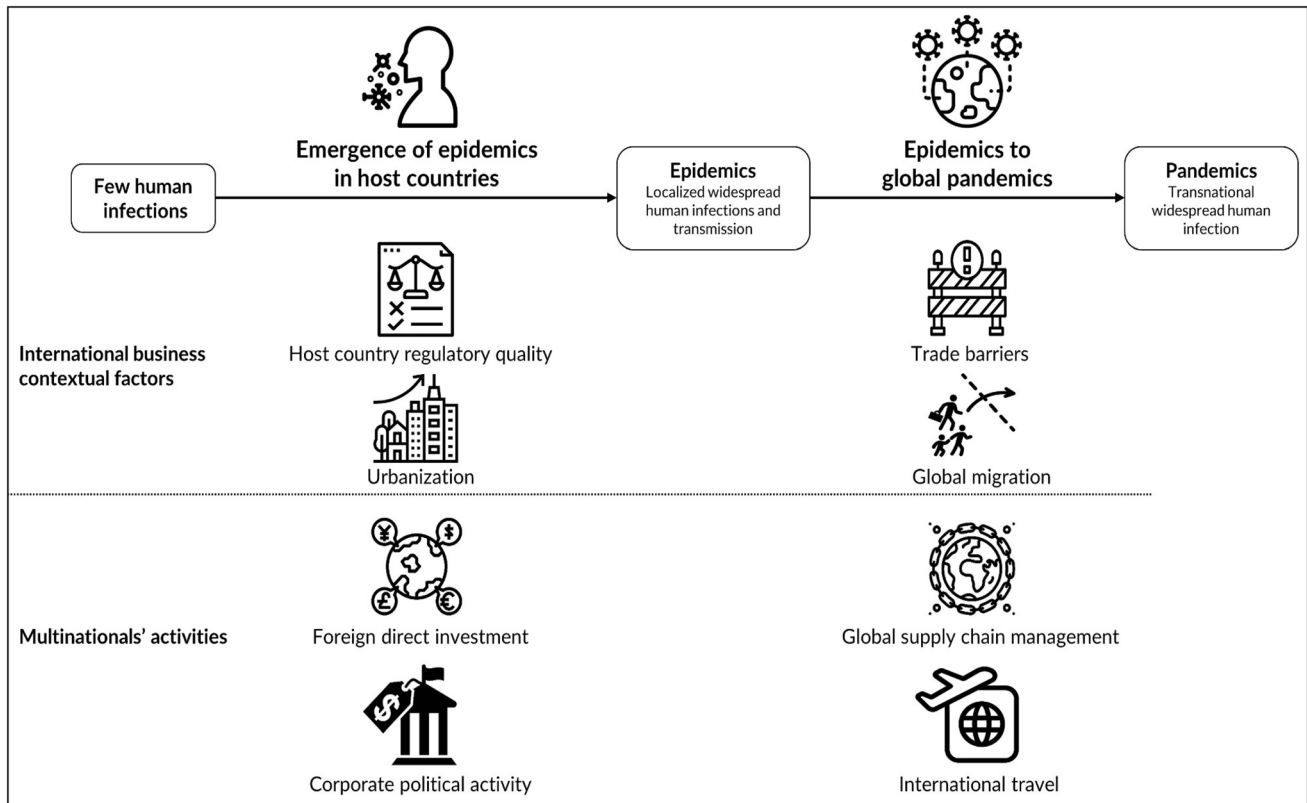 Emergence of epidemics
in host countries
Epidemics to
global pandemics
Few human
infections
Epidemics
Localized widespread
human infections and
transmission
Pandemics
Transnational
widespread human
infection
International business
contextual factors
Host country regulatory quality
Trade barriers
Urbanization
Global migration
Multinationals’ activities
¥
$
£
€
Foreign direct investment
Global supply chain management
$
Corporate political activity
International travel